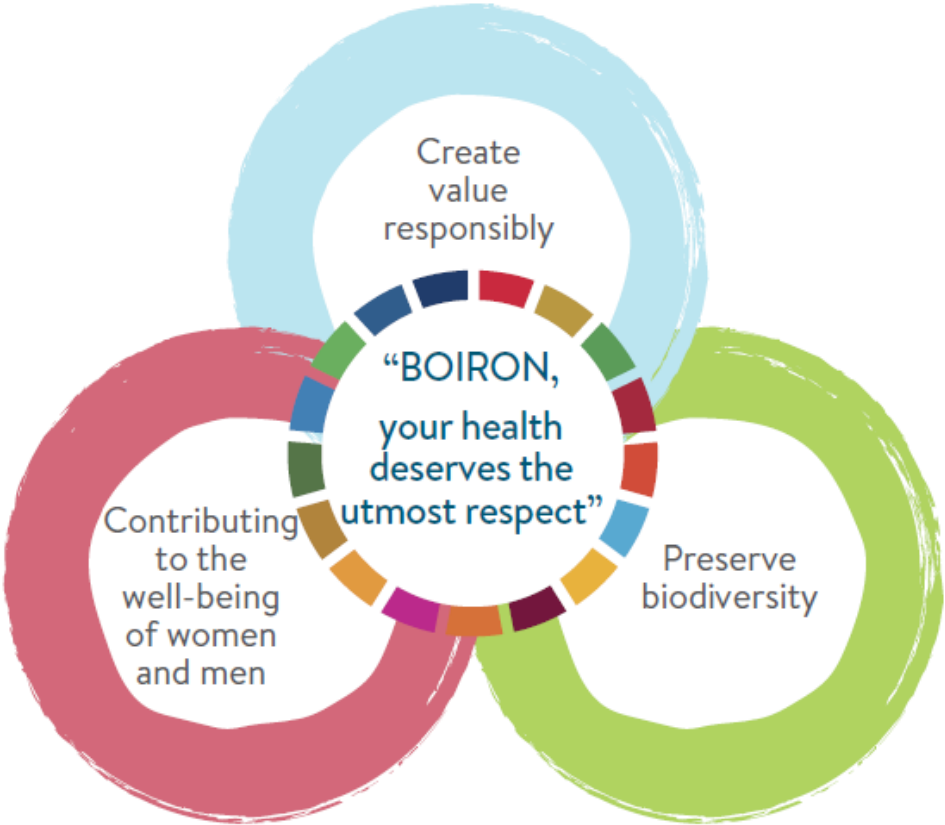 Create
value
responsibly
“BOIRON,
your health
deserves the
utmost respect”
Contributing
to the
well-being
of women
and men
Preserve
biodiversity